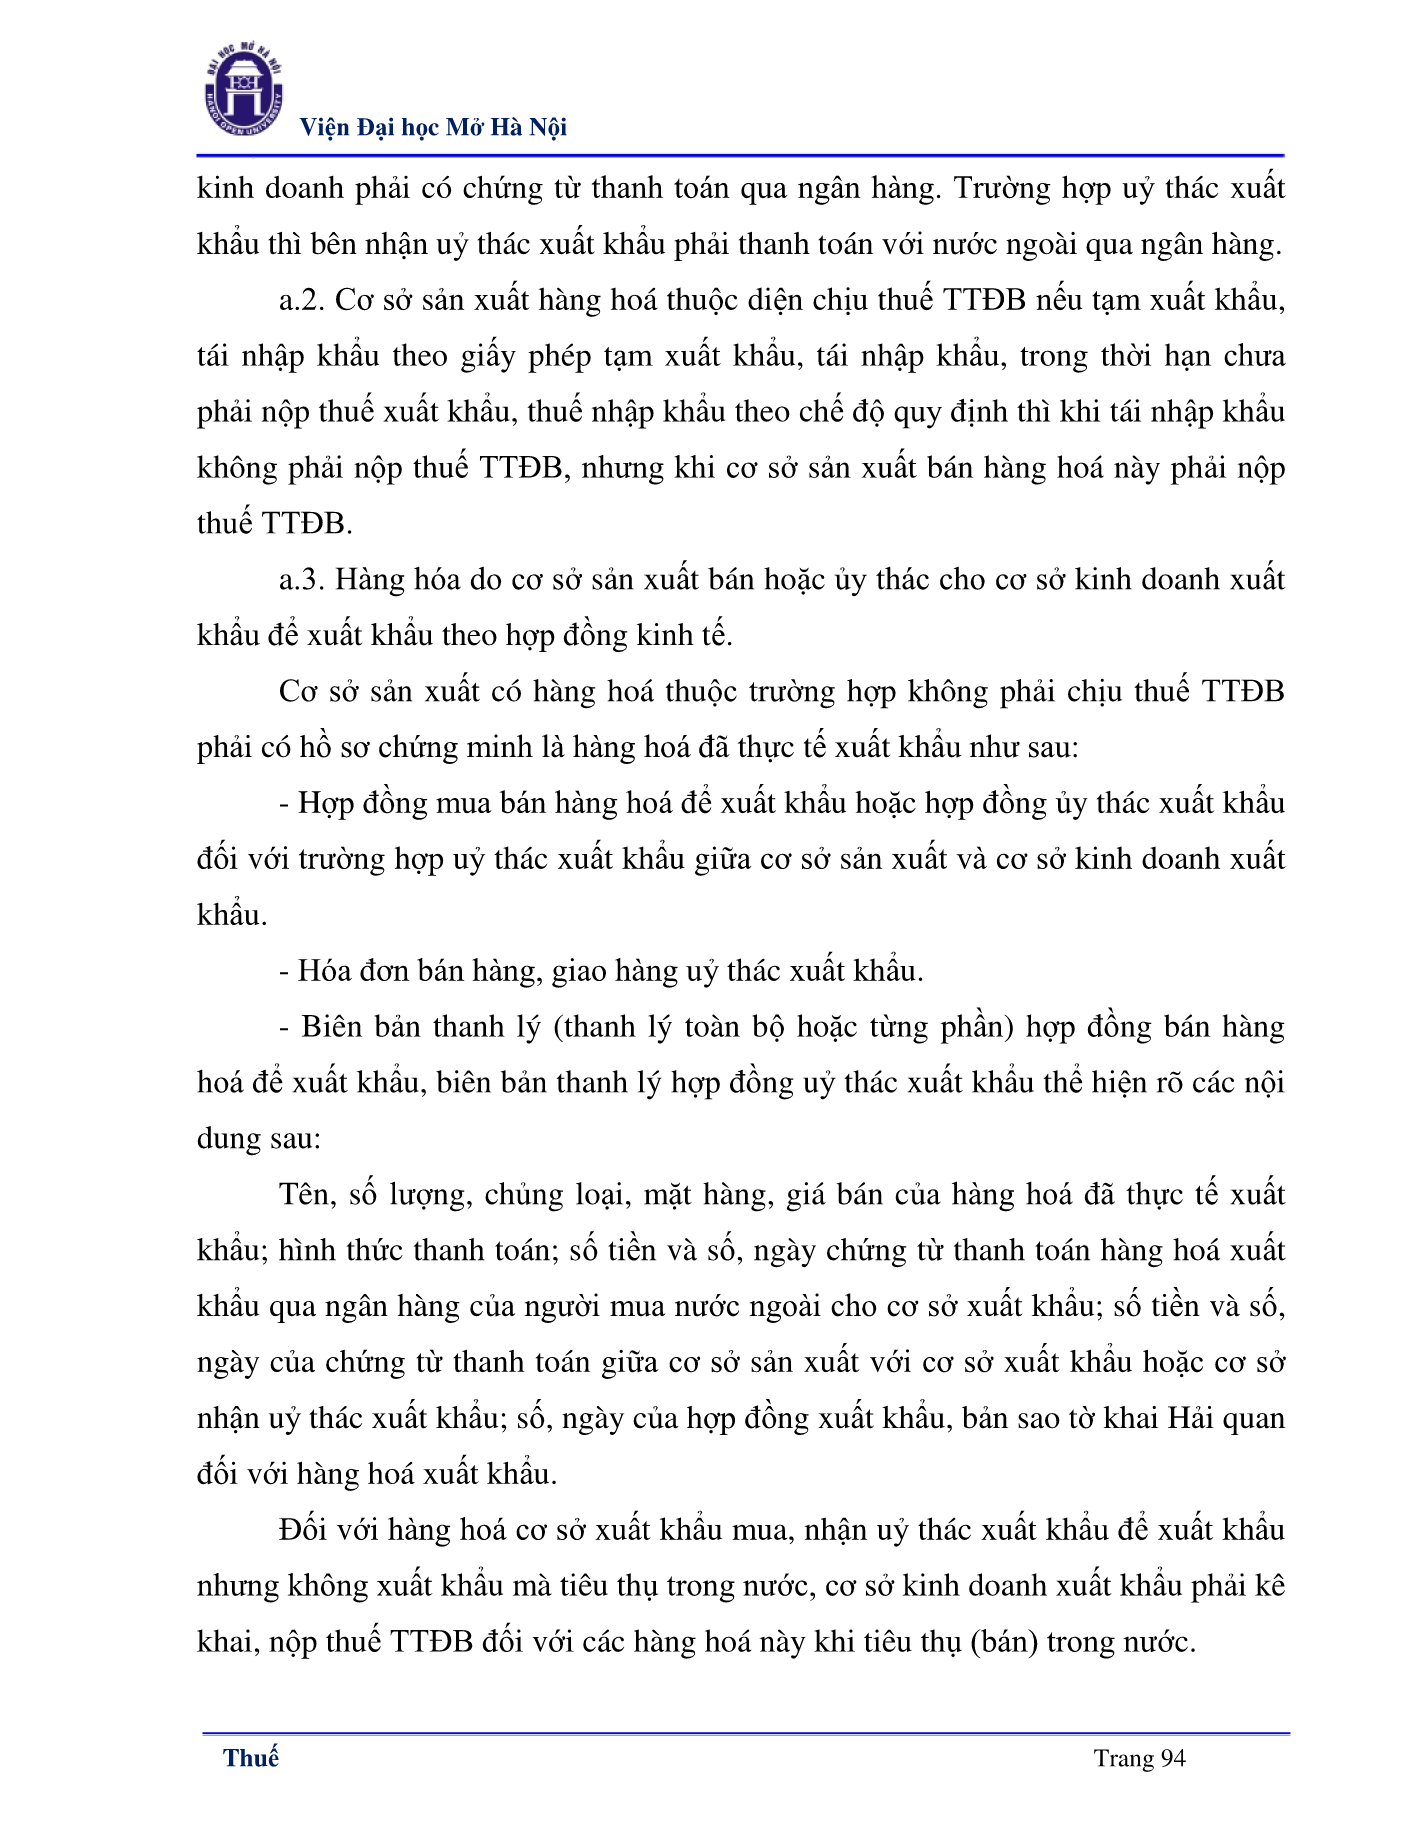 ĐẠI HỌC MỞ HÀ NỘI
HANOI OPEN UNIVERSITY
Viện Đại học Mở Hà Nội
kinh doanh phải có chứng từ thanh toán qua ngân hàng. Trường hợp uỷ thác xuất
khẩu thì bên nhận uỷ thác xuất khẩu phải thanh toán với nước ngoài qua ngân hàng.
a.2. Cơ sở sản xuất hàng hoá thuộc diện chịu thuế TTĐB nếu tạm xuất khẩu,
tái nhập khẩu theo giấy phép tạm xuất khẩu, tái nhập khẩu, trong thời hạn chưa
phải nộp thuế xuất khẩu, thuế nhập khẩu theo chế độ quy định thì khi tái nhập khẩu
không phải nộp thuế TTĐB, nhưng khi cơ sở sản xuất bán hàng hoá này phải nộp
thuế TTĐB.
a.3. Hàng hóa do cơ sở sản xuất bán hoặc ủy thác cho cơ sở kinh doanh xuất
khẩu để xuất khẩu theo hợp đồng kinh tế.
Cơ sở sản xuất có hàng hoá thuộc trường hợp không phải chịu thuế TTĐB
phải có hồ sơ chứng minh là hàng hoá đã thực tế xuất khẩu như sau:
- Hợp đồng mua bán hàng hoá để xuất khẩu hoặc hợp đồng ủy thác xuất khẩu
đối với trường hợp uỷ thác xuất khẩu giữa cơ sở sản xuất và cơ sở kinh doanh xuất
khẩu.
- Hóa đơn bán hàng, giao hàng uỷ thác xuất khẩu.
- Biên bản thanh lý (thanh lý toàn bộ hoặc từng phần) hợp đồng bán hàng
hoá để xuất khẩu, biên bản thanh lý hợp đồng uỷ thác xuất khẩu thể hiện rõ các nội
dung sau:
Tên, số lượng, chủng loại, mặt hàng, giá bán của hàng hoá đã thực tế xuất
khẩu; hình thức thanh toán; số tiền và số, ngày chứng từ thanh toán hàng hoá xuất
khẩu qua ngân hàng của người mua nước ngoài cho cơ sở xuất khẩu; số tiền và số,
ngày của chứng từ thanh toán giữa cơ sở sản xuất với cơ sở xuất khẩu hoặc cơ sở
nhận uỷ thác xuất khẩu; số, ngày của hợp đồng xuất khẩu, bản sao tờ khai Hải quan
đối với hàng hoá xuất khẩu.
Đối với hàng hoá cơ sở xuất khẩu mua, nhận uỷ thác xuất khẩu để xuất khẩu
nhưng không xuất khẩu mà tiêu thụ trong nước, cơ sở kinh doanh xuất khẩu phải kê
khai, nộp thuế TTĐB đối với các hàng hoá này khi tiêu thụ (bán) trong nước.
Thuế
Trang 94